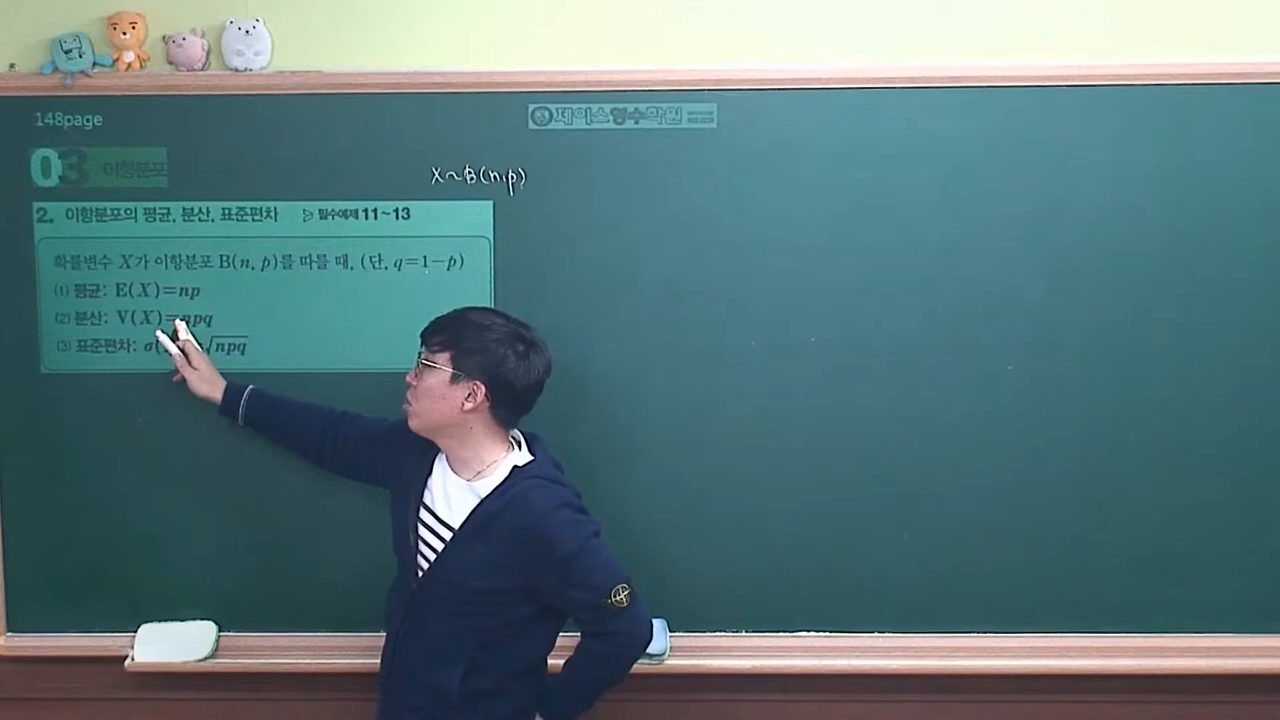 148page
제이스영수학원
03 이항분포
X~B(n,p)
2. 이항분포의 평균, 분산, 표준편차 ▷ 필수예제 11~13
확률변수 X가 이항분포 B(n, p)를 따를 때, (단, q=1-p)
(1) 평균: E(X)=np
(2) 분산: V(X)=npq
(3) 표준편차: σ( √npq